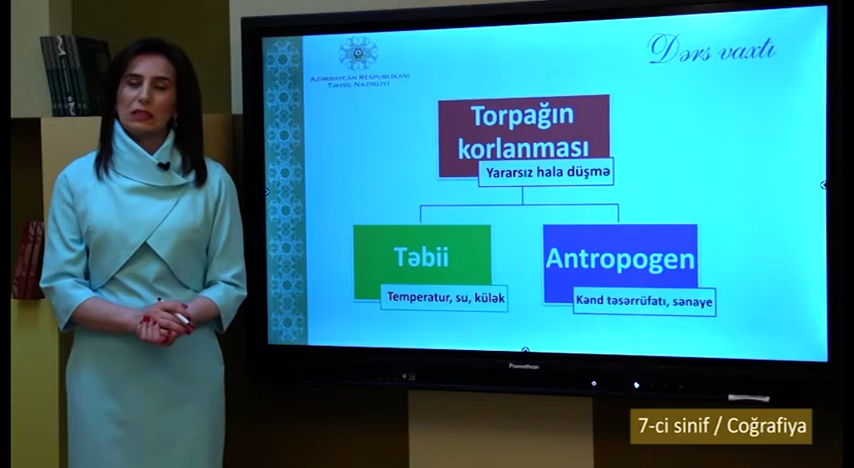 AZƏRBAYCAN RESPUBLİKASI
TƏHSİL NAZİRLİYİ
Dərs vaxtı
Torpağın
korlanması
Yararsız hala düşmə
Təbii
Temperatur, su, külək
Antropogen
Kənd təsərrüfatı, sənaye
Promethean
7-ci sinif / Coğrafiya